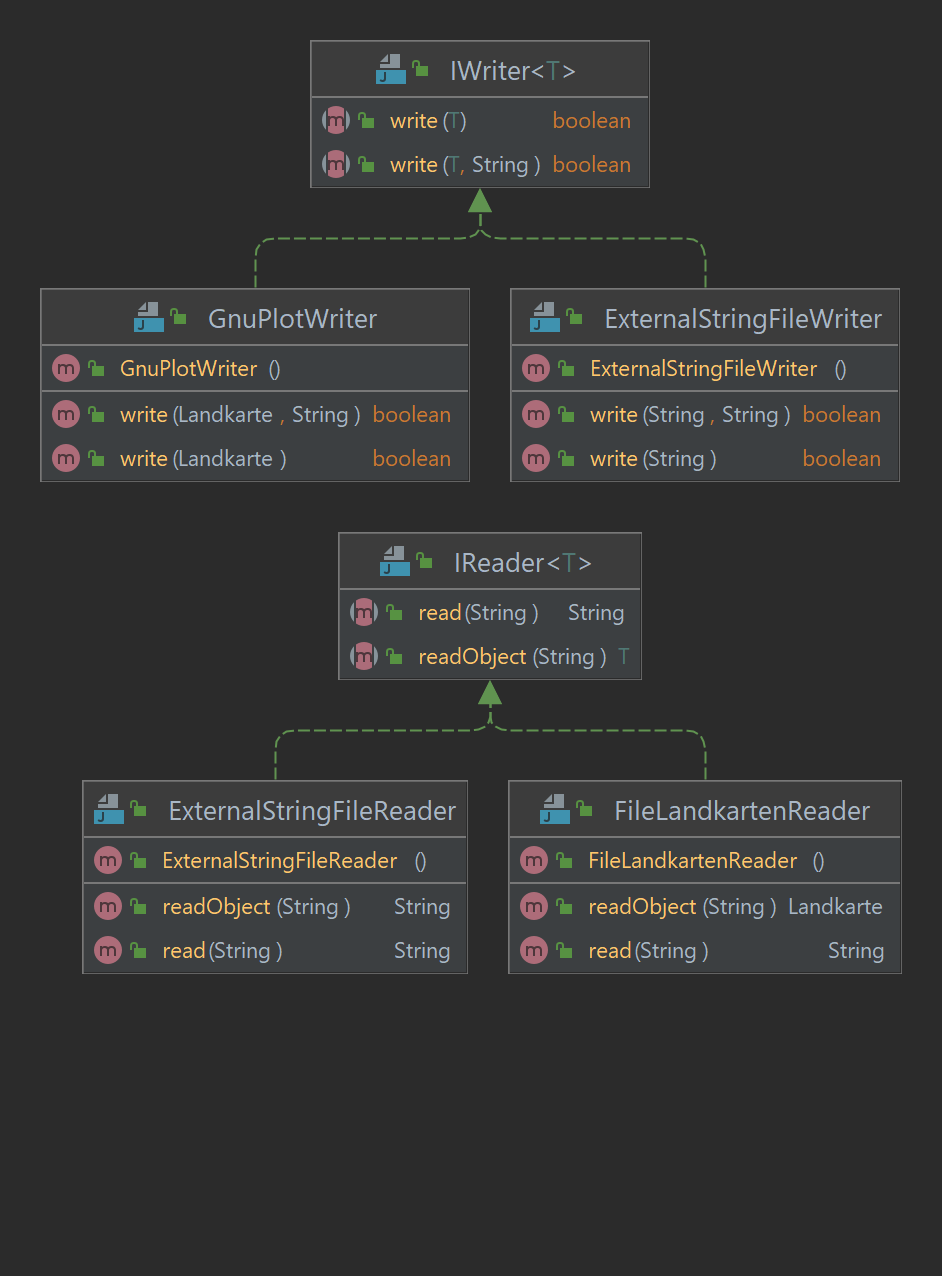 IWriter<T>
write(T) boolean
write(T, String) boolean
GnuPlotWriter
GnuPlotWriter ()
write(Landkarte, String) boolean
write(Landkarte) boolean
ExternalStringFileWriter
ExternalStringFileWriter ()
write(String, String) boolean
write(String) boolean
IReader<T>
read(String) String
readObject(String) T
ExternalStringFileReader
ExternalStringFileReader ()
readObject(String) String
read(String) String
FileLandkartenReader
FileLandkartenReader ()
readObject(String) Landkarte
read(String) String